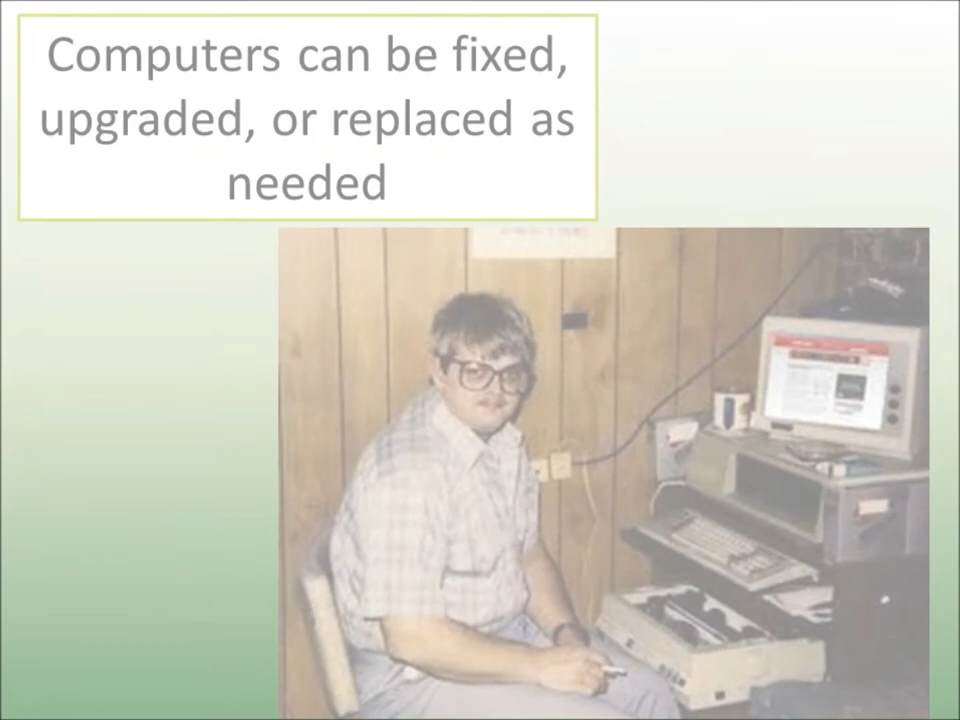 Computers can be fixed,
upgraded, or replaced as
needed